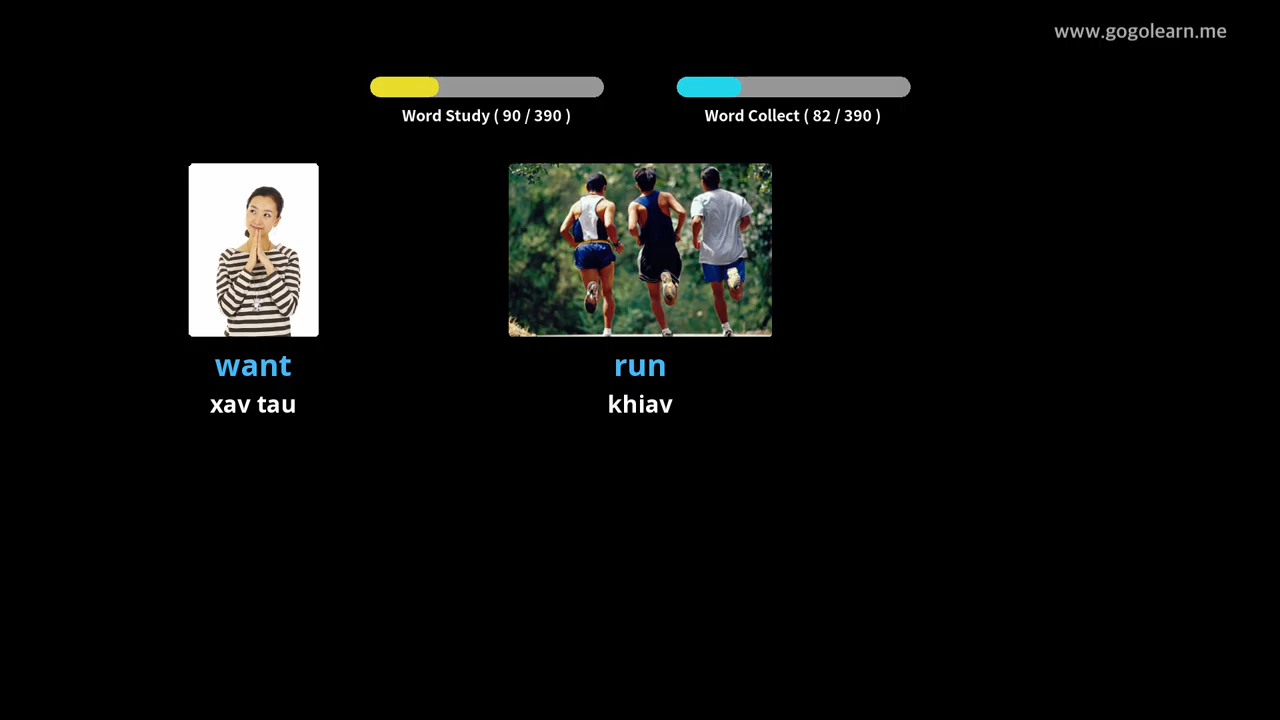 www.gogolearn.me
Word Study ( 90 / 390 )
Word Collect ( 82 / 390 )
want
xav tau
run
khiav